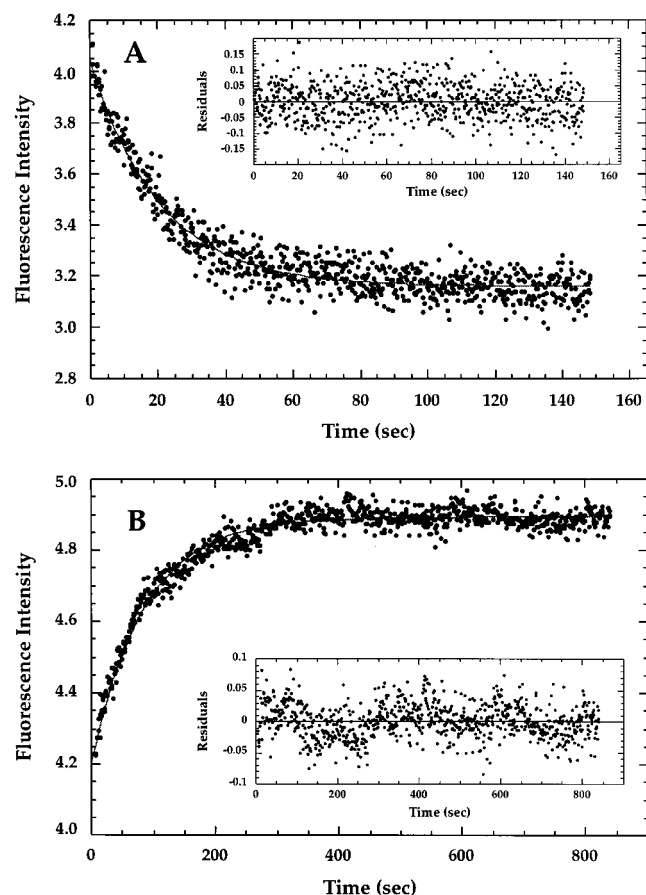 A
Fluorescence Intensity
4.2
4.0
3.8
3.6
3.4
3.2
3.0
2.8
0 20 40 60 80 100 120 140 160
Time (sec)
Residuals
0.15
0.1
0.05
0
-0.05
-0.1
-0.15
0 20 40 60 80 100 120 140 160
Time (sec)
B
Fluorescence Intensity
5.0
4.8
4.6
4.4
4.2
4.0
0 200 400 600 800
Time (sec)
Residuals
0.1
0.05
0
-0.05
-0.1
0 200 400 600 800
Time (sec)